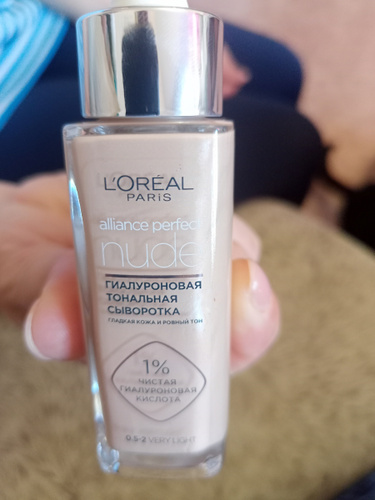 L'ORÉAL
PARIS
alliance perfect
nude
ГИАЛУРОНОВАЯ
ТОНАЛЬНАЯ
СЫВОРОТКА
ГЛАДКАЯ КОЖА И РОВНЫЙ ТОН
1%
ЧИСТАЯ
ГИАЛУРОНОВАЯ
КИСЛОТА
0.5-2 VERY LIGHT